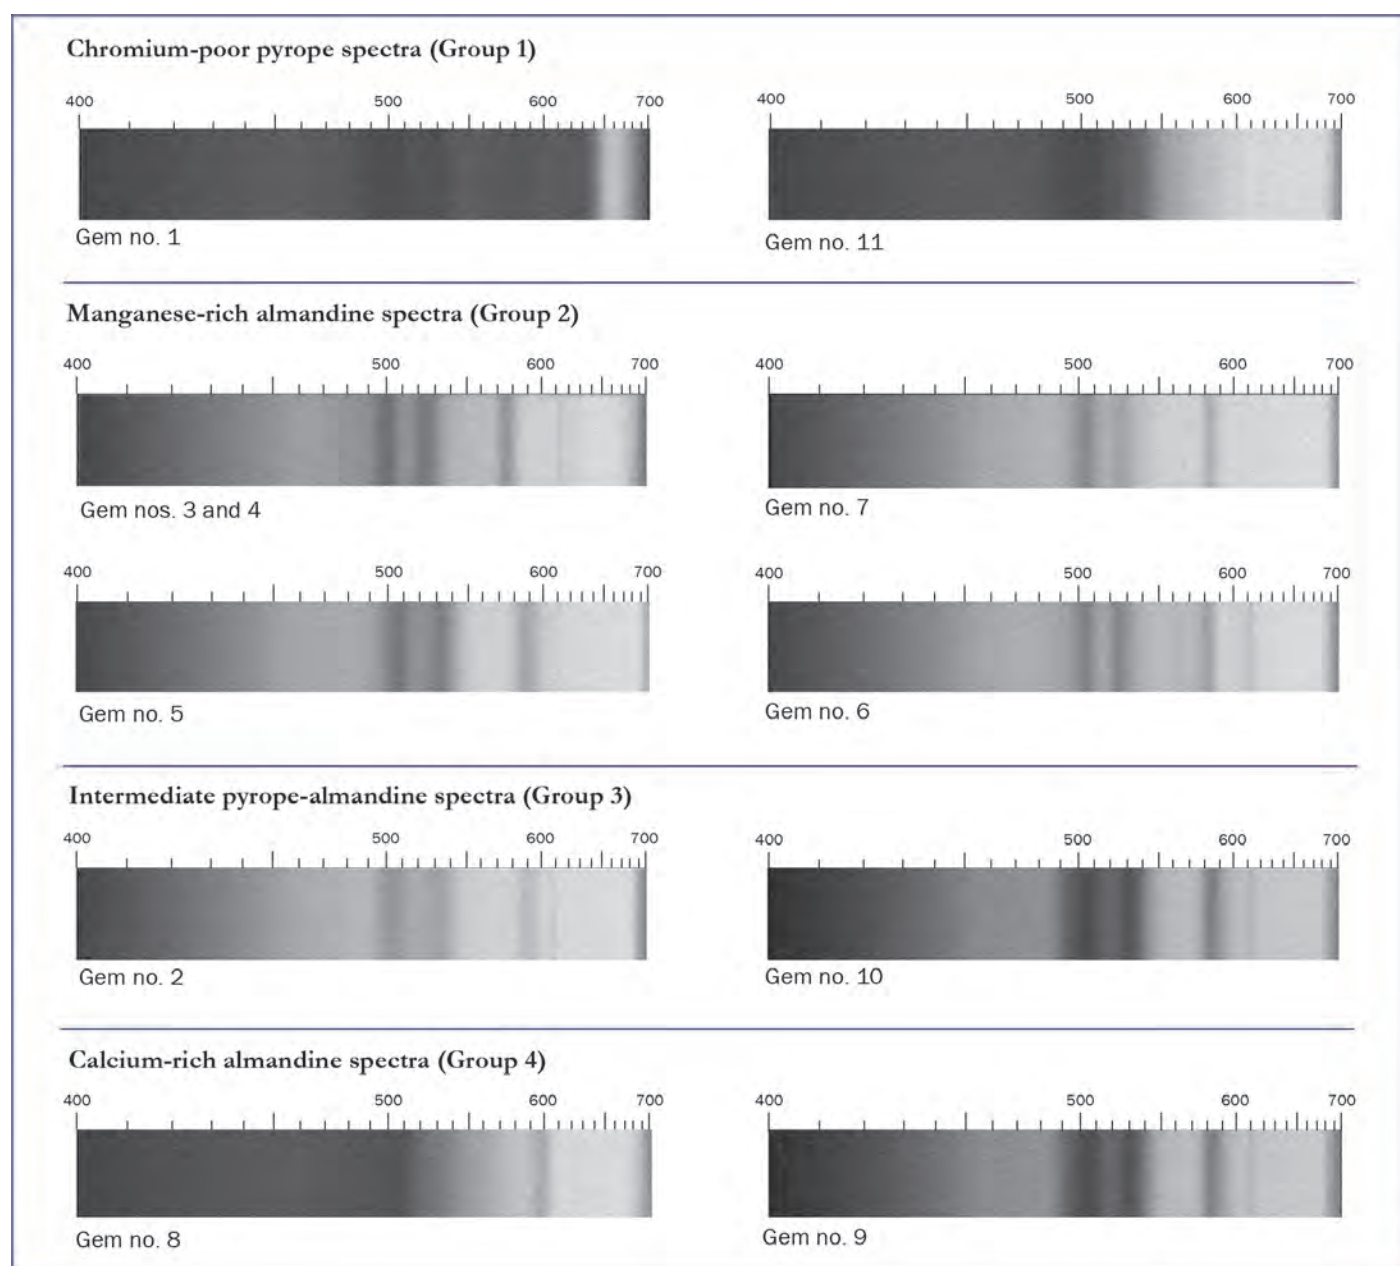 Chromium-poor pyrope spectra (Group 1)
400 500 600 700
400 500 600 700
Gem no. 1
Gem no. 11
Manganese-rich almandine spectra (Group 2)
400 500 600 700
400 500 600 700
Gem nos. 3 and 4
Gem no. 7
400 500 600 700
400 500 600 700
Gem no. 5
Gem no. 6
Intermediate pyrope-almandine spectra (Group 3)
400 500 600 700
400 500 600 700
Gem no. 2
Gem no. 10
Calcium-rich almandine spectra (Group 4)
400 500 600 700
400 500 600 700
Gem no. 8
Gem no. 9